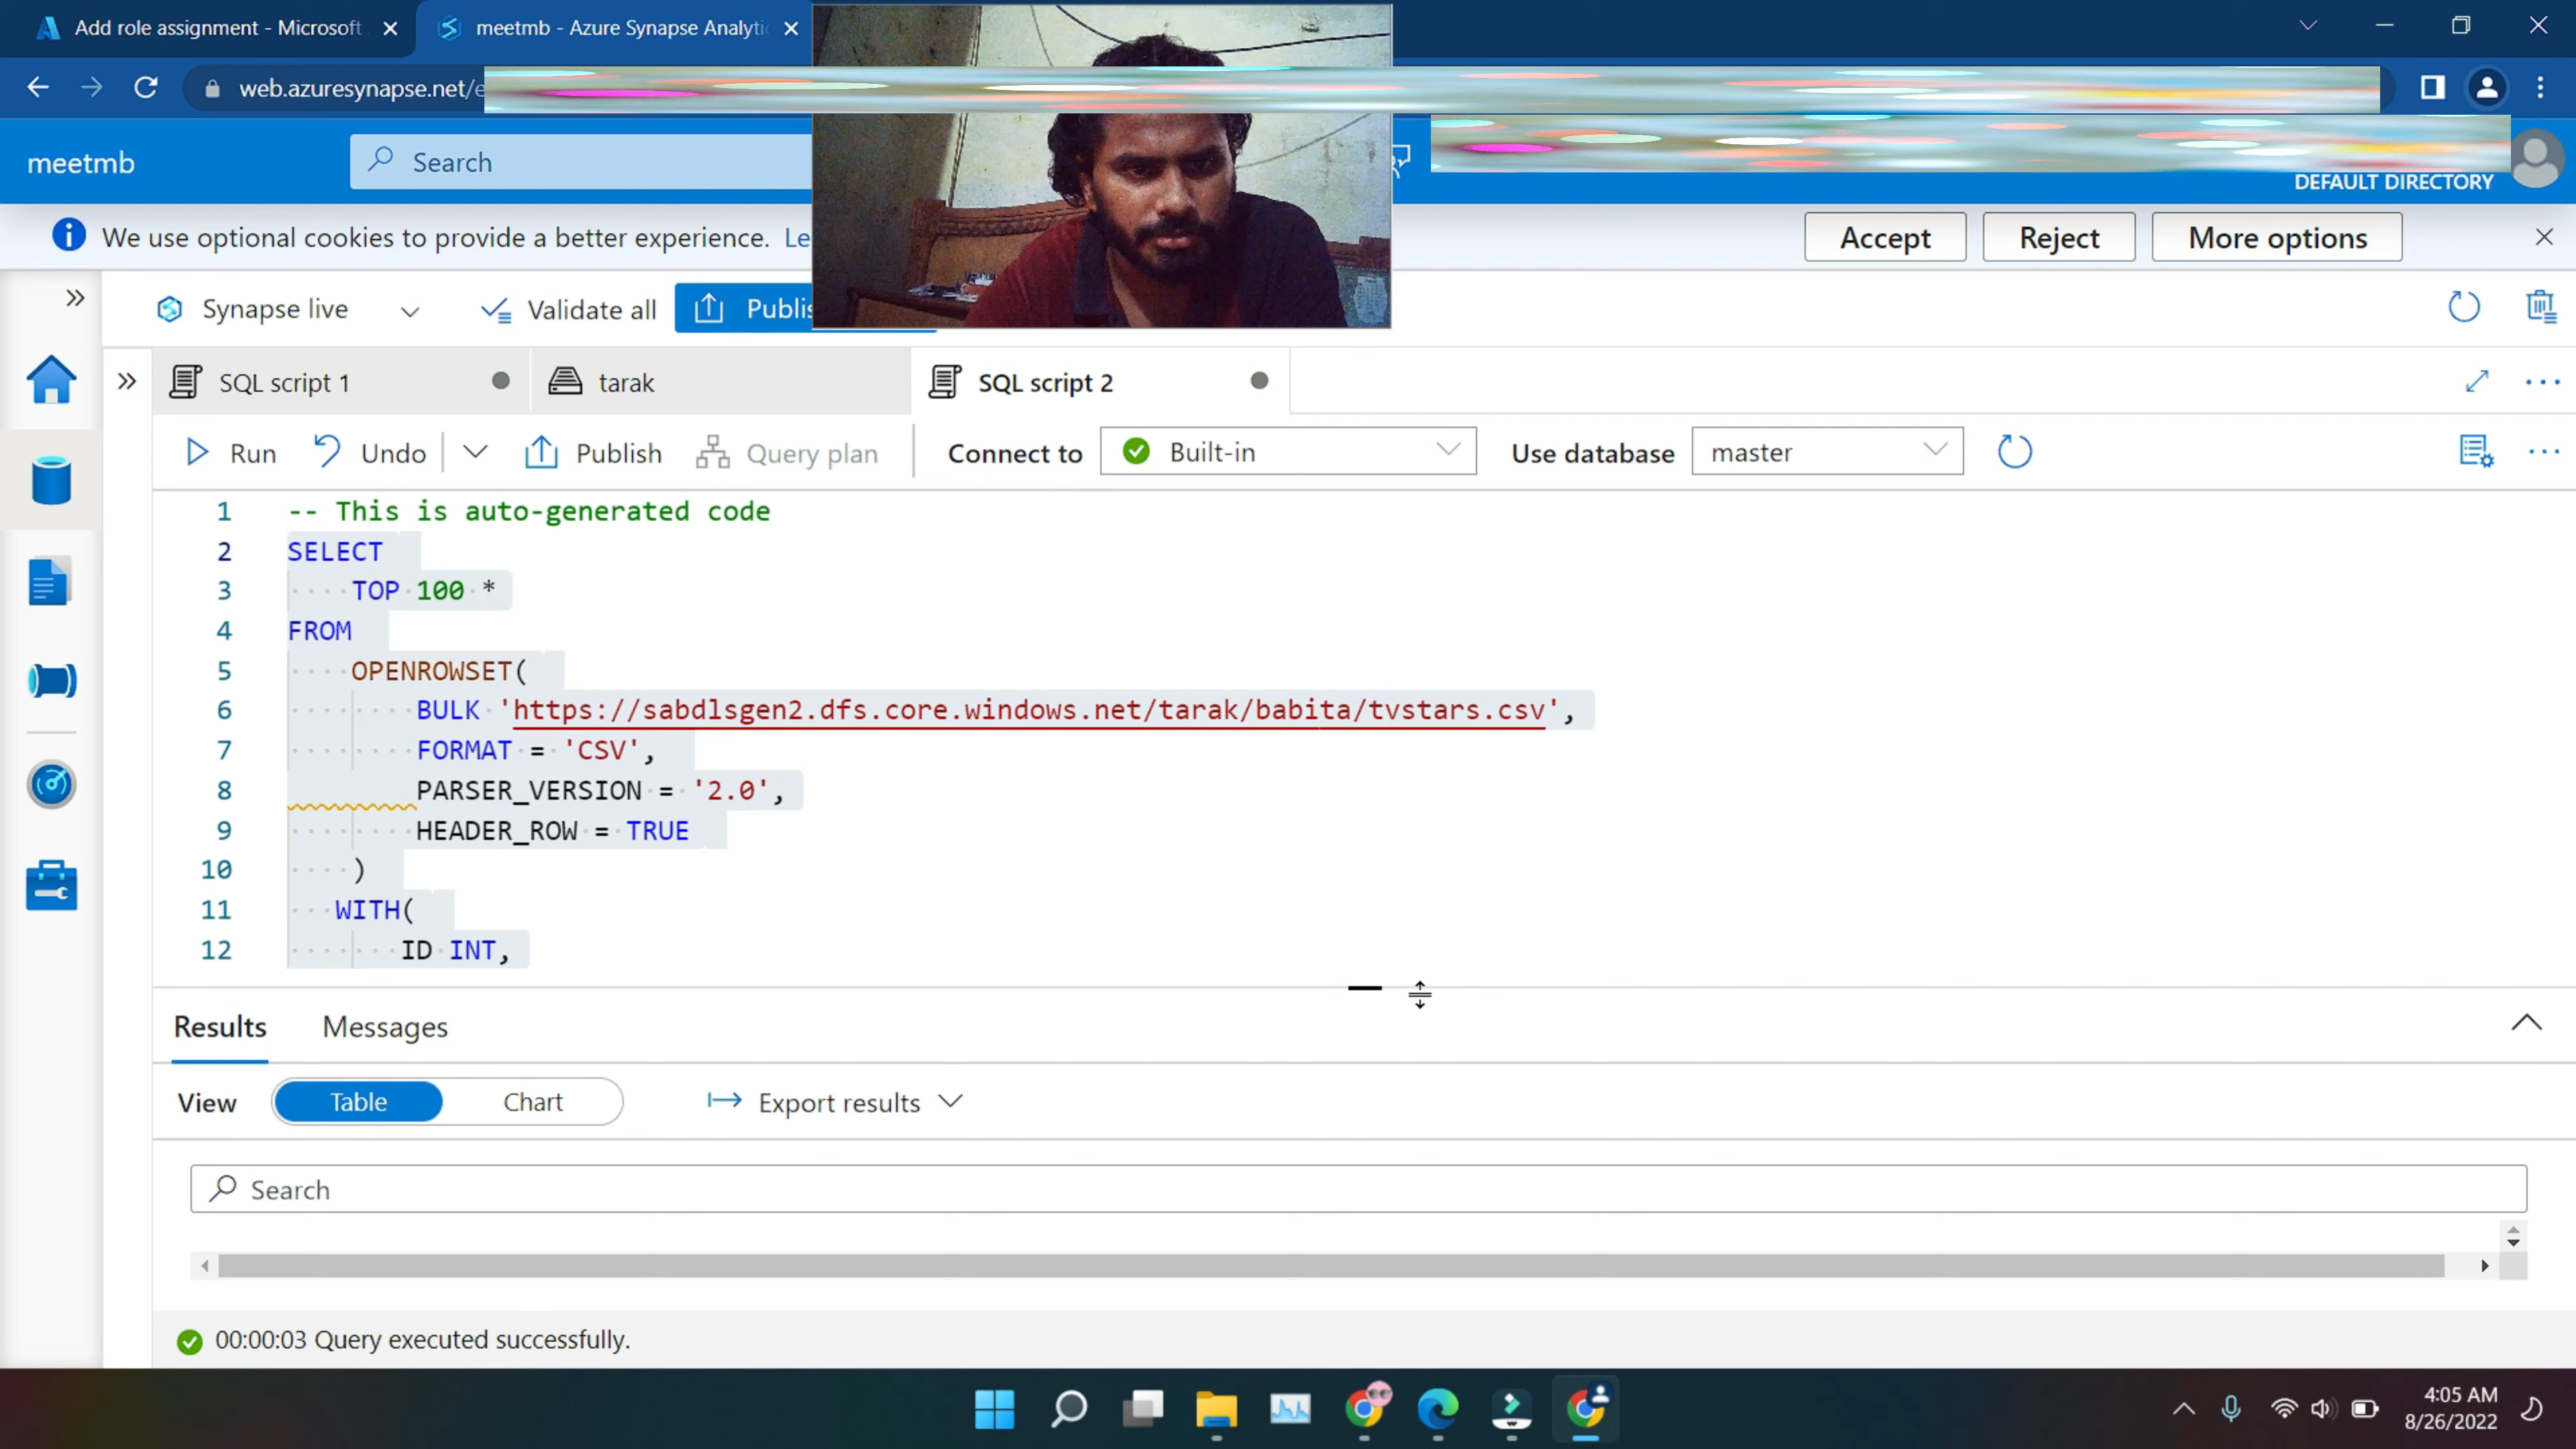 Add role assignment - Microsoft
meetmb - Azure Synapse Analytic
web.azuresynapse.net/e
meetmb
Search
DEFAULT DIRECTORY
We use optional cookies to provide a better experience. Le
Accept
Reject
More options
Synapse live
Validate all
Publis
SQL script 1
tarak
SQL script 2
Run
Undo
Publish
Query plan
Connect to
Built-in
Use database
master
1 -- This is auto-generated code
2 SELECT
3 TOP 100 *
4 FROM
5 OPENROWSET(
6 BULK 'https://sabdlsgen2.dfs.core.windows.net/tarak/babita/tvstars.csv',
7 FORMAT = 'CSV',
8 PARSER_VERSION = '2.0',
9 HEADER_ROW = TRUE
10 )
11 WITH(
12 ID INT,
Results
Messages
View
Table
Chart
Export results
Search
00:00:03 Query executed successfully.
4:05 AM
8/26/2022